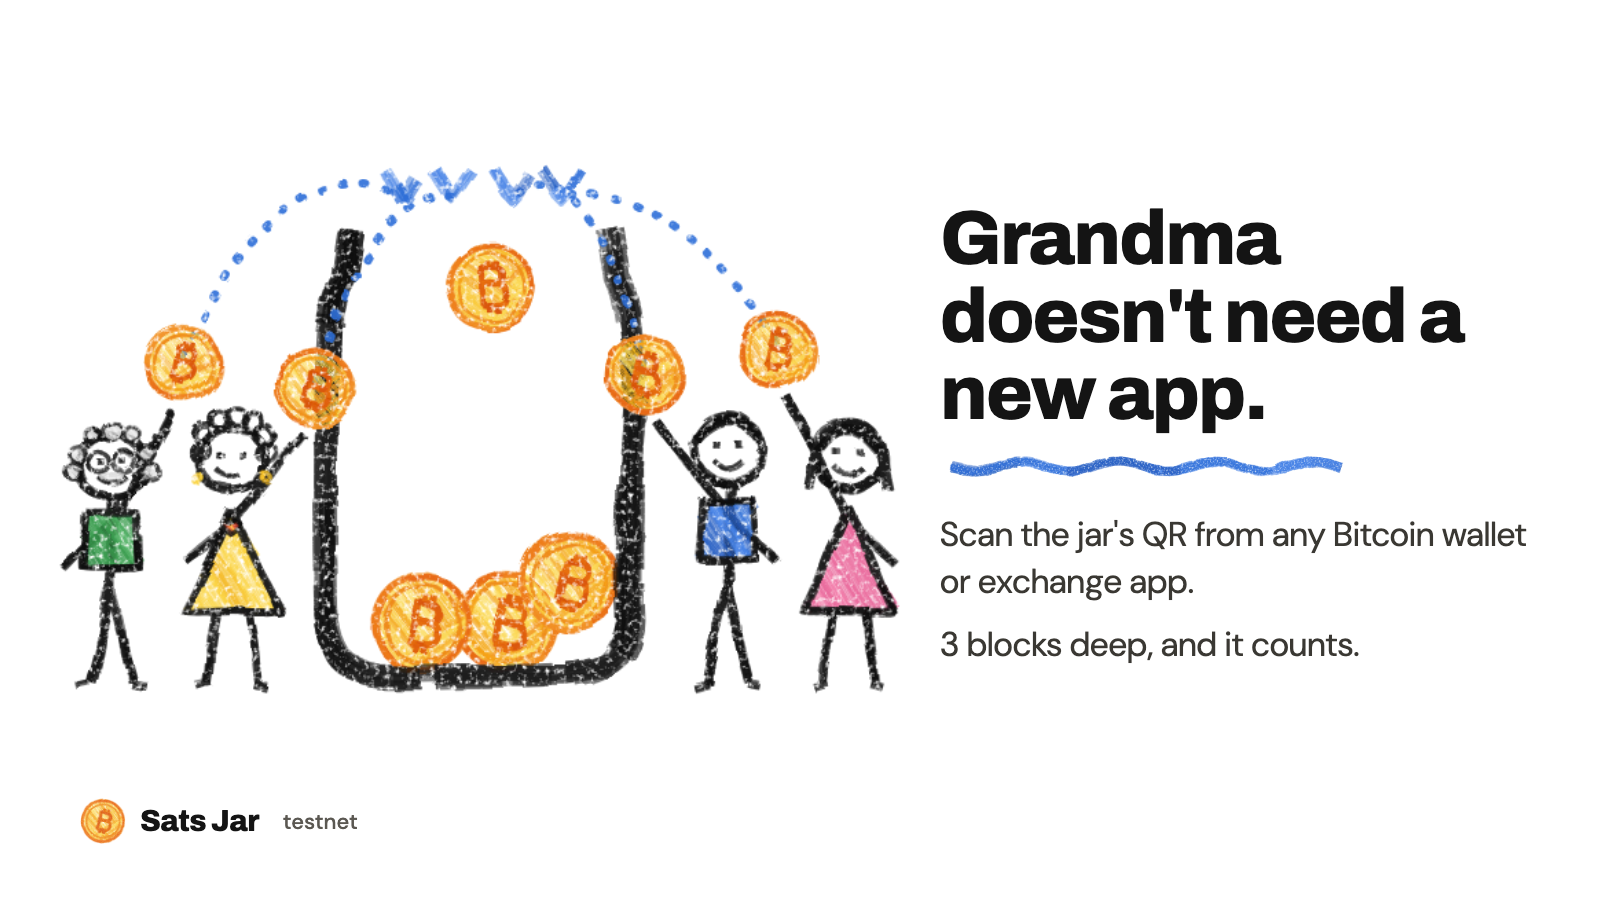 Grandma
doesn't need a
new app.
Scan the jar's QR from any Bitcoin wallet
or exchange app.
3 blocks deep, and it counts.
Sats Jar testnet